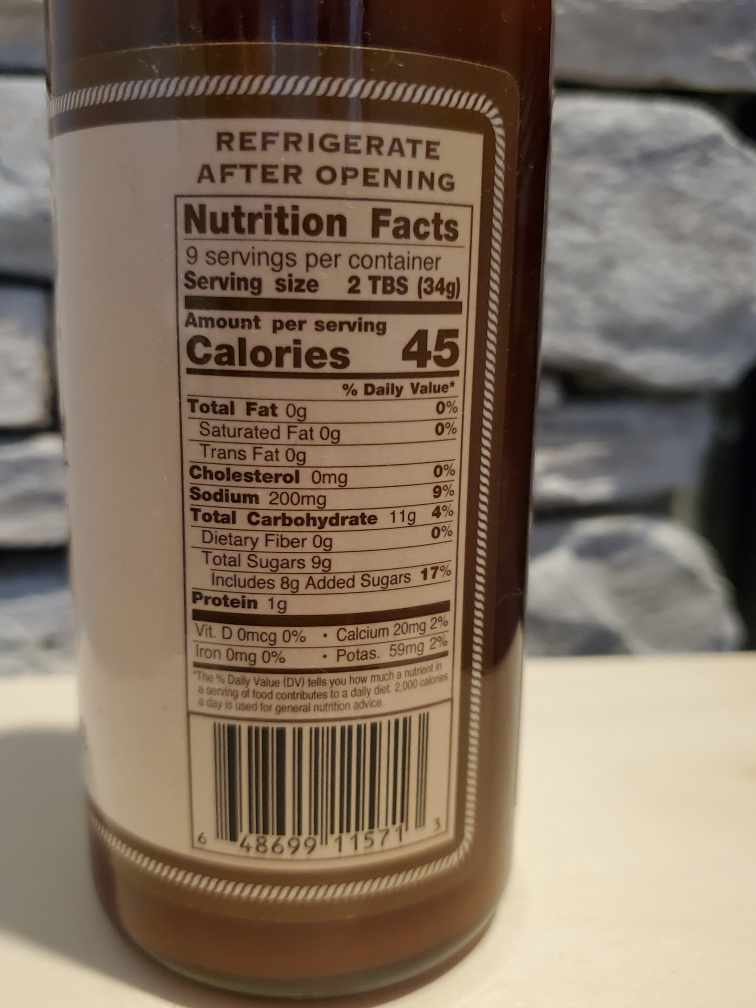 REFRIGERATE
AFTER OPENING
Nutrition Facts
9 servings per container
Serving size 2 TBS (34g)
Amount per serving
Calories 45
% Daily Value*
Total Fat 0g 0%
Saturated Fat 0g 0%
Trans Fat 0g
Cholesterol 0mg 0%
Sodium 200mg 9%
Total Carbohydrate 11g 4%
Dietary Fiber 0g 0%
Total Sugars 9g
Includes 8g Added Sugars 17%
Protein 1g
Vit. D 0mcg 0% • Calcium 20mg 2%
Iron 0mg 0% • Potas. 59mg 2%
*The % Daily Value (DV) tells you how much a nutrient in
a serving of food contributes to a daily diet. 2,000 calories
a day is used for general nutrition advice.
6 48699 11571 3